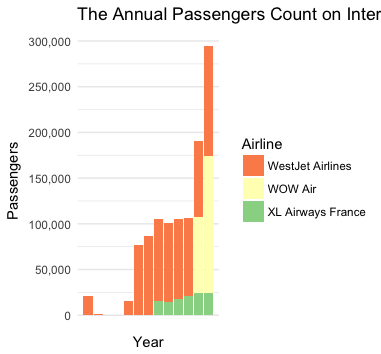 The Annual Passengers Count on Inter
300,000
250,000
200,000
150,000
100,000
50,000
0
Passengers
Year
Airline
WestJet Airlines
WOW Air
XL Airways France